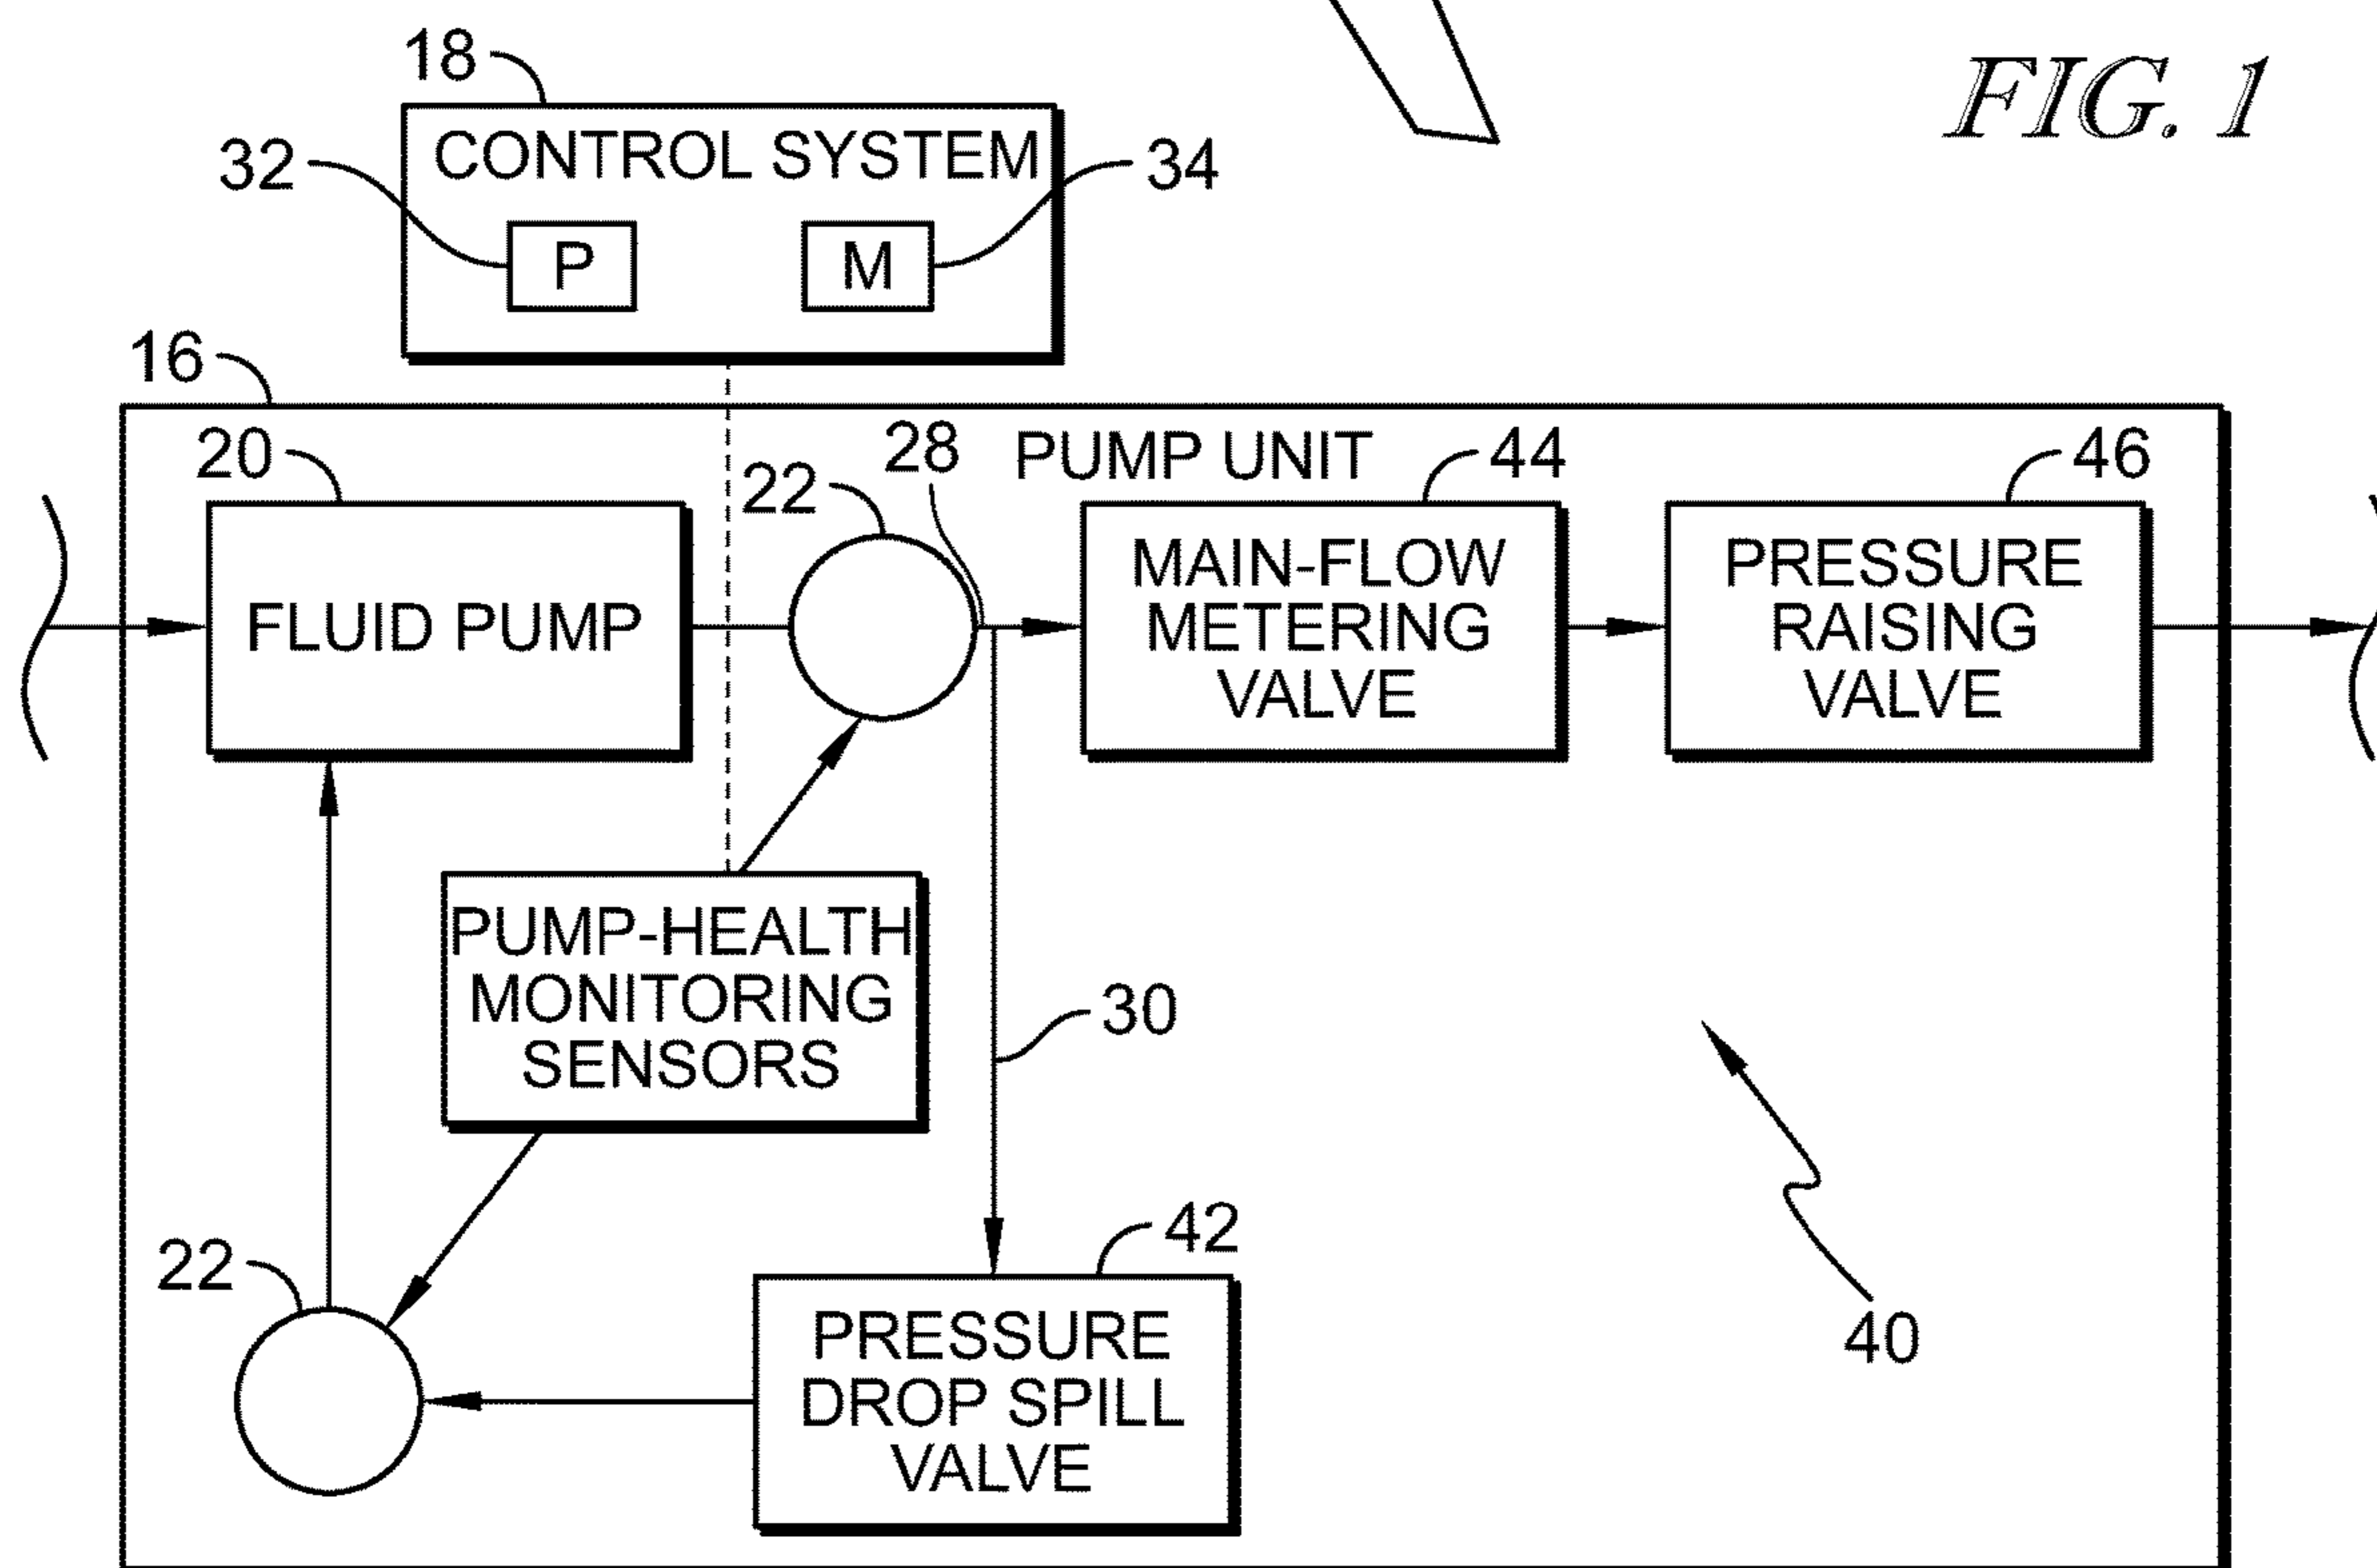 FIG. 1
18
CONTROL SYSTEM
32
34
P
M
16
PUMP UNIT
20
22
28
44
46
FLUID PUMP
MAIN-FLOW
METERING
VALVE
PRESSURE
RAISING
VALVE
PUMP-HEALTH
MONITORING
SENSORS
30
22
42
PRESSURE
DROP SPILL
VALVE
40